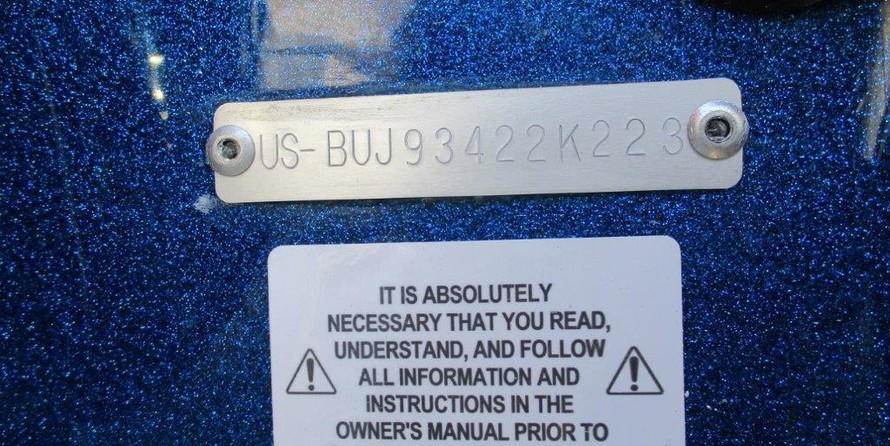 US-BUJ93422K223
IT IS ABSOLUTELY
NECESSARY THAT YOU READ,
UNDERSTAND, AND FOLLOW
ALL INFORMATION AND
INSTRUCTIONS IN THE
OWNER'S MANUAL PRIOR TO